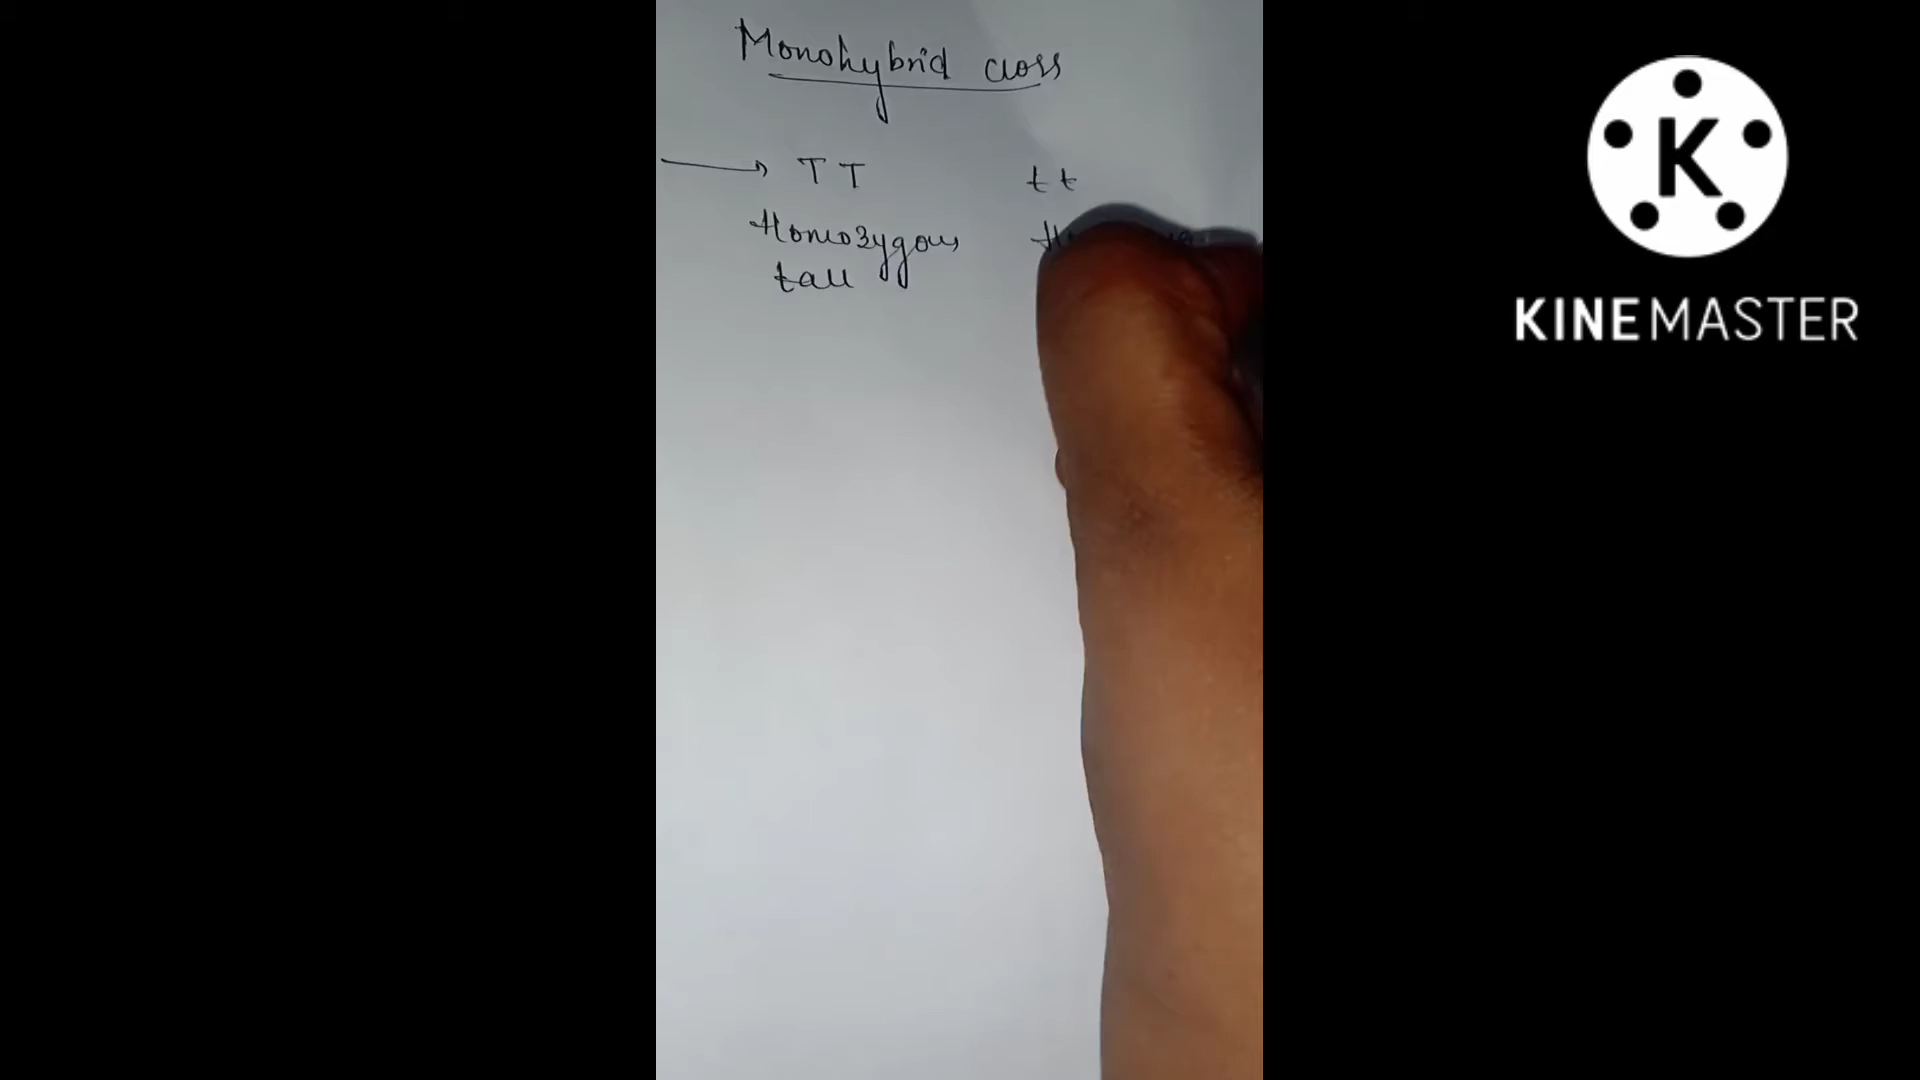 Monohybrid cross
TT tt
Homozygous
tall
K
KINEMASTER